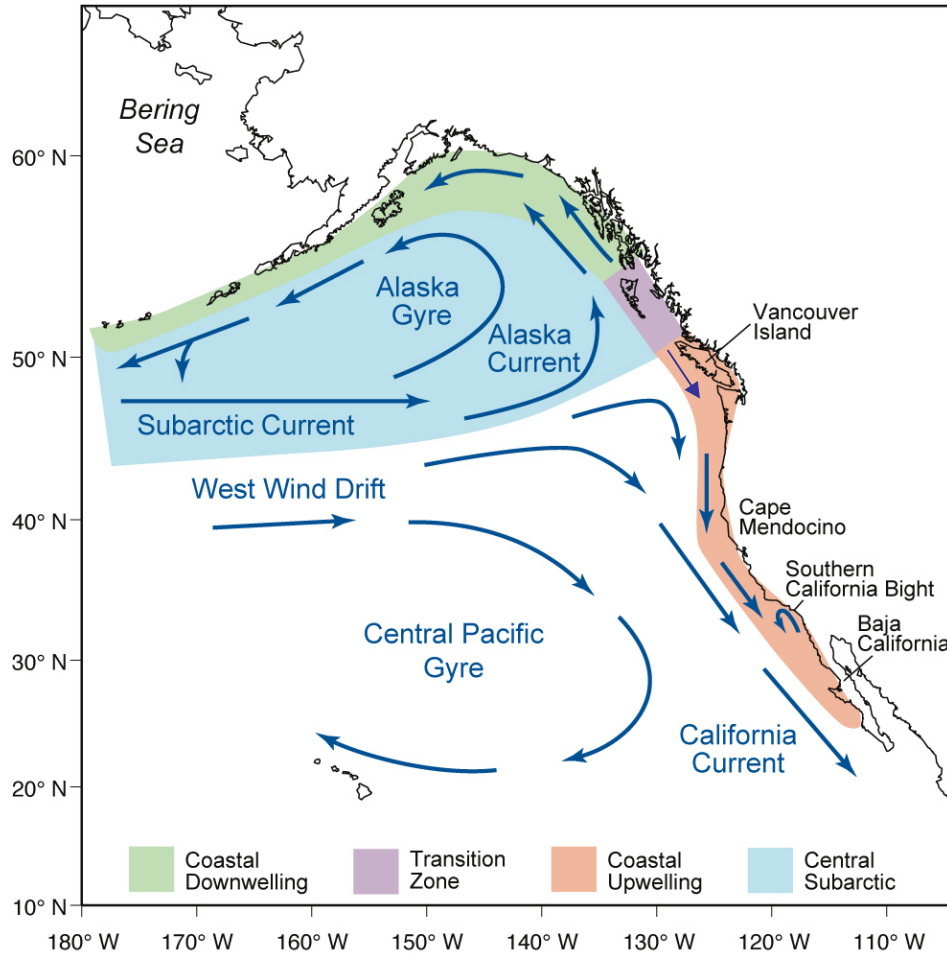 Bering
Sea
60° N
50° N
40° N
30° N
20° N
10° N
Alaska
Gyre
Alaska
Current
Vancouver
Island
Subarctic Current
West Wind Drift
Cape
Mendocino
Southern
California Bight
Baja
California
Central Pacific
Gyre
California
Current
Coastal
Downwelling
Transition
Zone
Coastal
Upwelling
Central
Subarctic
180° W
170° W
160° W
150° W
140° W
130° W
120° W
110° W